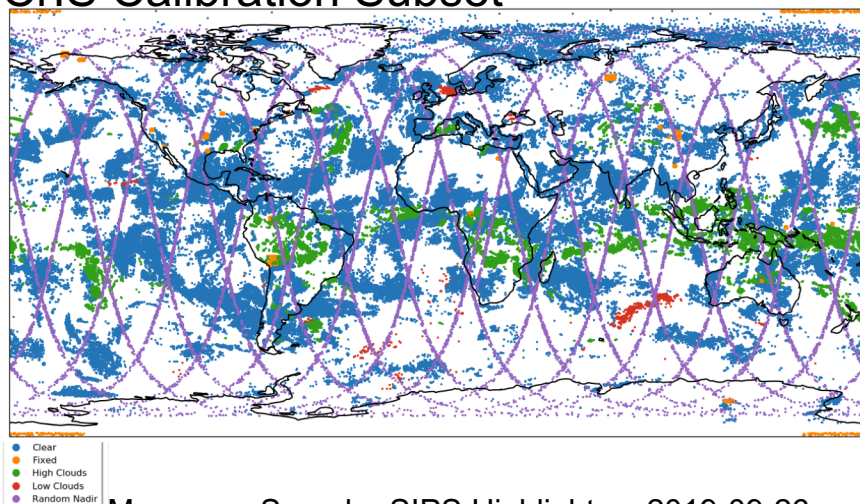 Calibration Subset
Clear
Fixed
High Clouds
Low Clouds
Random Nadir
Sounder SIPS Highlights